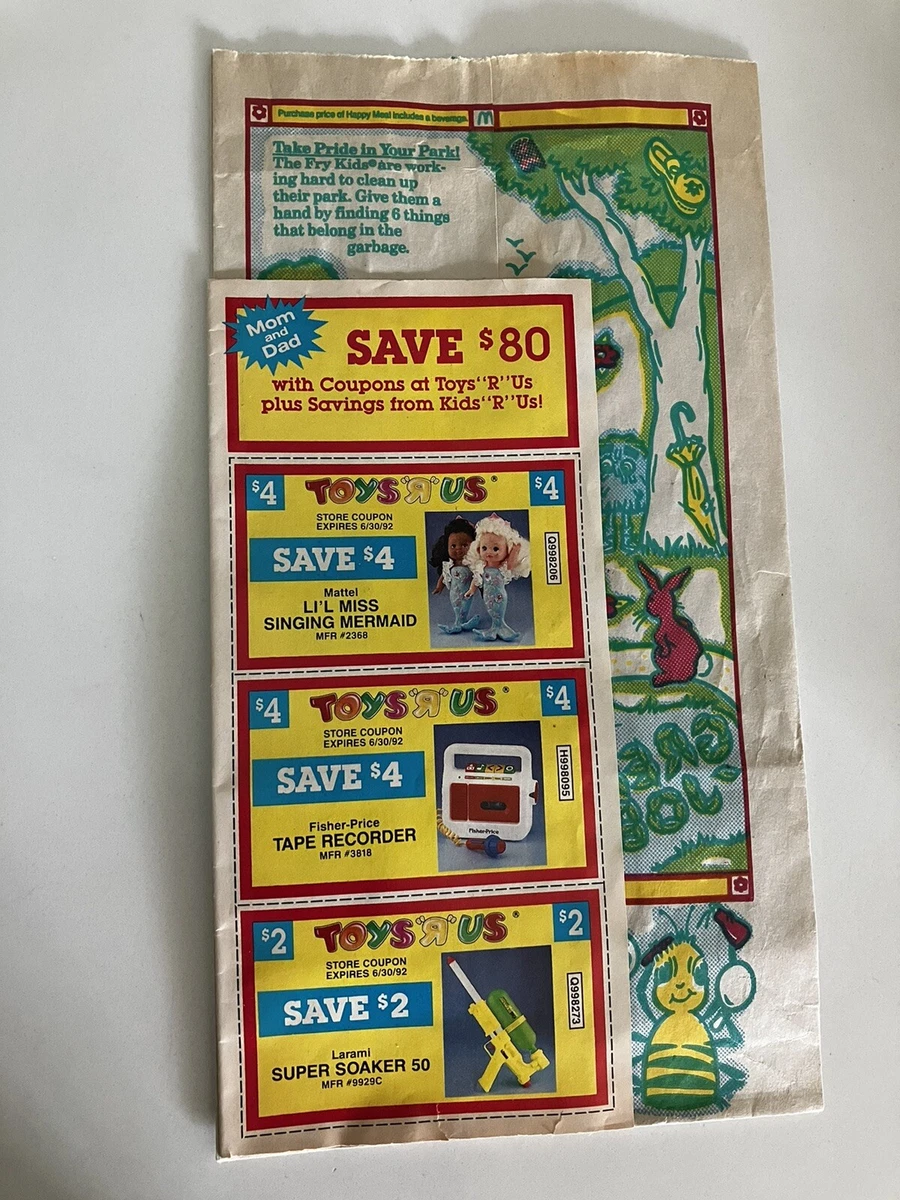 Purchase price of Happy Meal includes a beverage.
Take Pride in Your Park!
The Fry Kids® are work-
ing hard to clean up
their park. Give them a
hand by finding 6 things
that belong in the
garbage.
Mom
and
Dad
SAVE $80
with Coupons at Toys"R"Us
plus Savings from Kids"R"Us!
$4
TOYS"R"US®
$4
STORE COUPON
EXPIRES 6/30/92
SAVE $4
Mattel
LI'L MISS
SINGING MERMAID
MFR #2368
Q998206
$4
TOYS"R"US®
$4
STORE COUPON
EXPIRES 6/30/92
SAVE $4
Fisher-Price
TAPE RECORDER
MFR #3818
Fisher-Price
H998095
$2
TOYS"R"US®
$2
STORE COUPON
EXPIRES 6/30/92
SAVE $2
Larami
SUPER SOAKER 50
MFR #9929C
Q998273